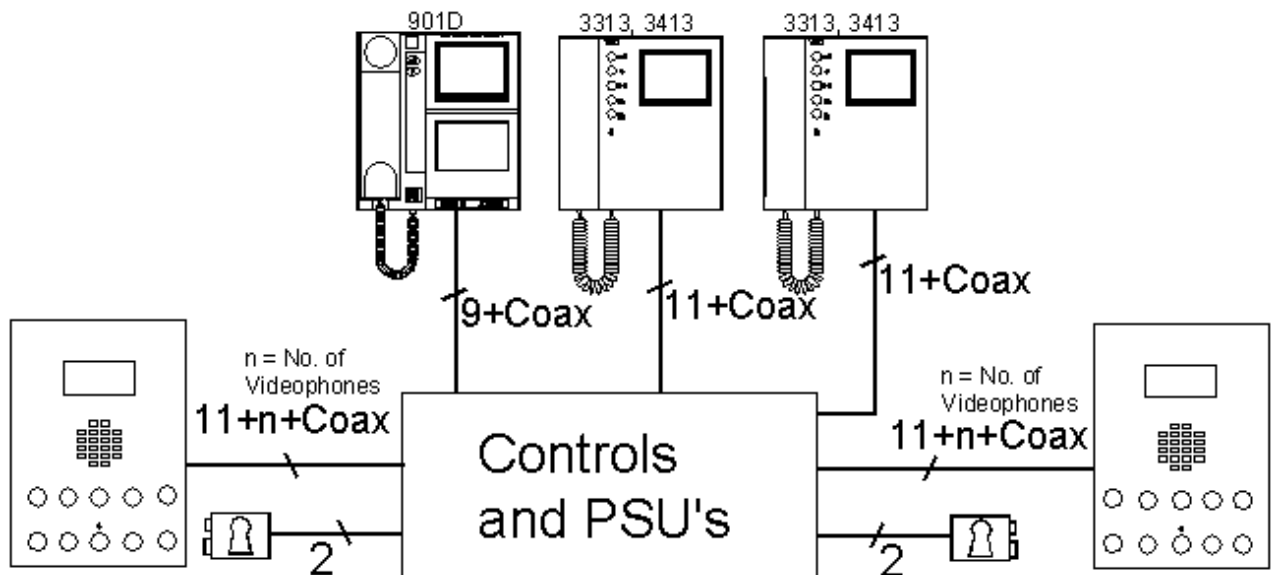 901D
3313, 3413
3313, 3413
9+Coax
11+Coax
11+Coax
n = No. of
Videophones
11+n+Coax
n = No. of
Videophones
11+n+Coax
Controls
and PSU's
2
2